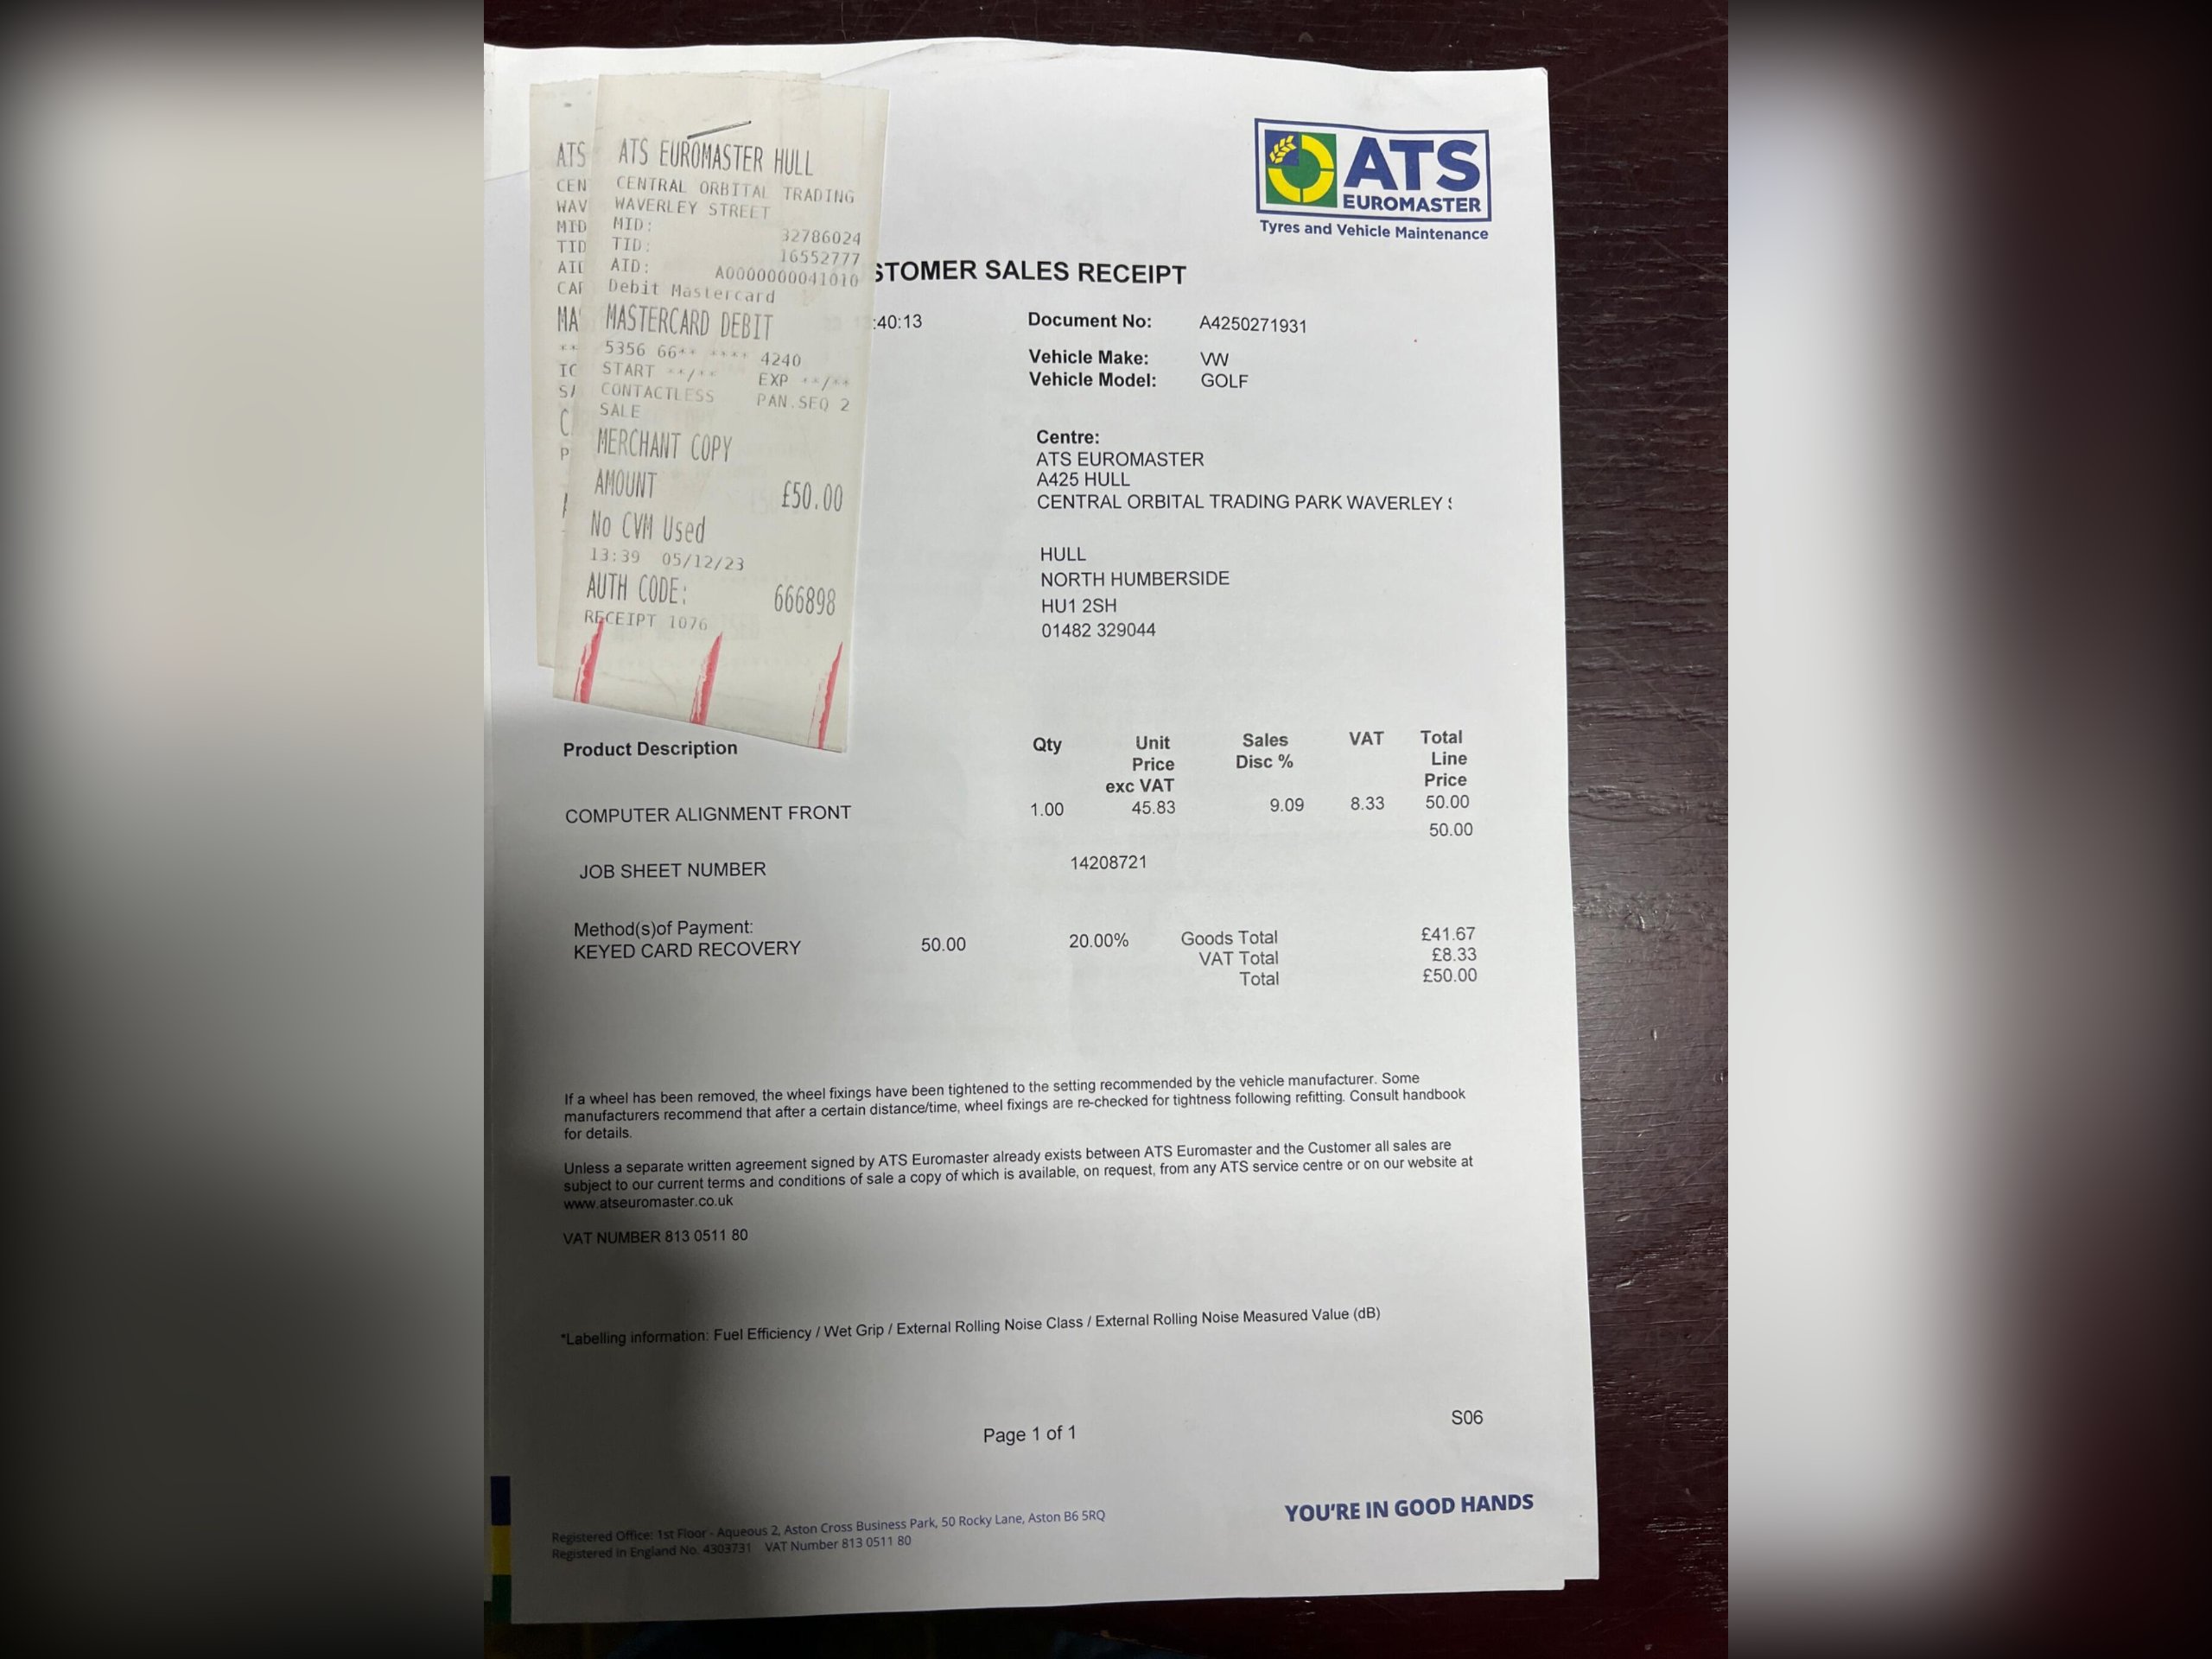 ATS EUROMASTER HULL
CENTRAL ORBITAL TRADING
WAVERLEY STREET
MID: 32786024
TID: 16552777
AID: A0000000041010
Debit Mastercard
MASTERCARD DEBIT
5356 66** **** 4240
START **/** EXP **/**
CONTACTLESS PAN.SEQ 2
SALE
MERCHANT COPY
AMOUNT £50.00
No CVM Used
13:39 05/12/23
AUTH CODE: 666898
RECEIPT 1076
ATS
CEN
WAV
MID
TID
ATS
EUROMASTER
Tyres and Vehicle Maintenance
STOMER SALES RECEIPT
:40:13
Document No: A4250271931
Vehicle Make: VW
Vehicle Model: GOLF
Centre:
ATS EUROMASTER
A425 HULL
CENTRAL ORBITAL TRADING PARK WAVERLEY
HULL
NORTH HUMBERSIDE
HU1 2SH
01482 329044
Product Description Qty Unit Price exc VAT Sales Disc % VAT Total Line Price
COMPUTER ALIGNMENT FRONT 1.00 45.83 9.09 8.33 50.00
50.00
JOB SHEET NUMBER 14208721
Method(s)of Payment:
KEYED CARD RECOVERY 50.00 20.00% Goods Total £41.67
VAT Total £8.33
Total £50.00
If a wheel has been removed, the wheel fixings have been tightened to the setting recommended by the vehicle manufacturer. Some
manufacturers recommend that after a certain distance/time, wheel fixings are re-checked for tightness following refitting. Consult handbook
for details.
Unless a separate written agreement signed by ATS Euromaster already exists between ATS Euromaster and the Customer all sales are
subject to our current terms and conditions of sale a copy of which is available, on request, from any ATS service centre or on our website at
www.atseuromaster.co.uk
VAT NUMBER 813 0511 80
*Labelling information: Fuel Efficiency / Wet Grip / External Rolling Noise Class / External Rolling Noise Measured Value (dB)
S06
Page 1 of 1
YOU'RE IN GOOD HANDS
Registered Office: 1st Floor - Aqueous 2, Aston Cross Business Park, 50 Rocky Lane, Aston B6 5RQ
Registered in England No. 4303731 VAT Number 813 0511 80